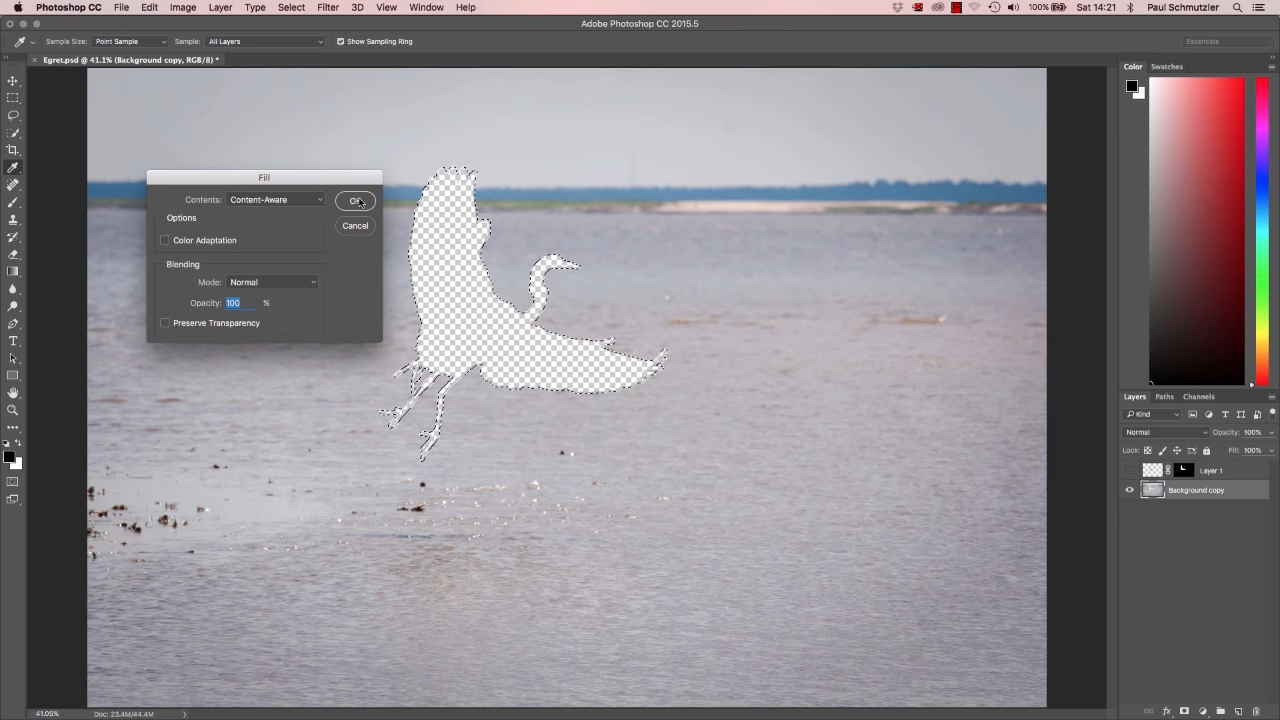 Photoshop CC File Edit Image Layer Type Select Filter 3D View Window Help 100% Sat 14:21 Paul Schmutzler
Adobe Photoshop CC 2015.5
Sample Size: Point Sample Sample: All Layers Show Sampling Ring Essentials
Egret.psd @ 41.1% (Background copy, RGB/8) *
Color Swatches
Fill
Contents: Content-Aware OK
Options
Cancel
Color Adaptation
Blending
Mode: Normal
Opacity: 100 %
Preserve Transparency
Layers Paths Channels
Kind
Normal Opacity: 100%
Lock: Fill: 100%
Layer 1
Background copy
41.05% Doc: 23.4M/44.4M